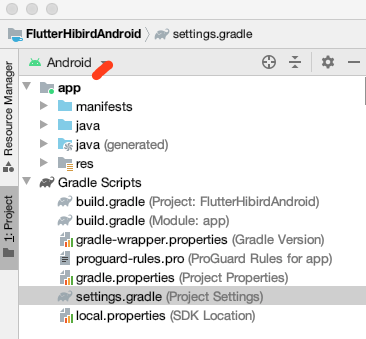 FlutterHibirdAndroid settings.gradle
Android
app
manifests
java
java (generated)
res
Gradle Scripts
build.gradle (Project: FlutterHibirdAndroid)
build.gradle (Module: app)
gradle-wrapper.properties (Gradle Version)
proguard-rules.pro (ProGuard Rules for app)
gradle.properties (Project Properties)
settings.gradle (Project Settings)
local.properties (SDK Location)
Resource Manager
1: Project